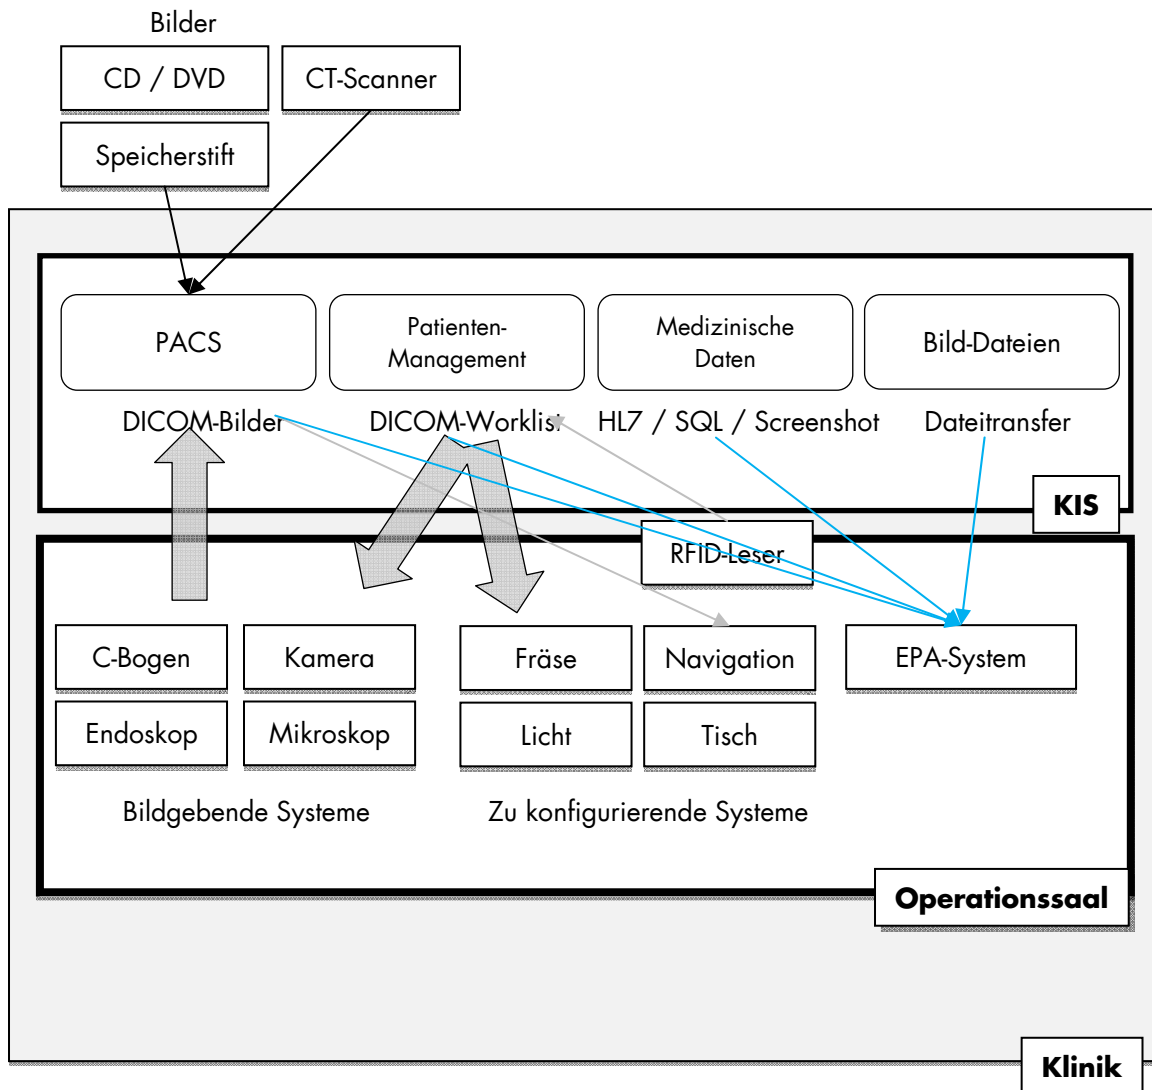 Bilder
CD / DVD
CT-Scanner
Speicherstift
PACS
Patienten-
Management
Medizinische
Daten
Bild-Dateien
DICOM-Bilder
DICOM-Worklist
HL7 / SQL / Screenshot
Dateitransfer
KIS
RFID-Leser
C-Bogen
Kamera
Fräse
Navigation
EPA-System
Endoskop
Mikroskop
Licht
Tisch
Bildgebende Systeme
Zu konfigurierende Systeme
Operationssaal
Klinik